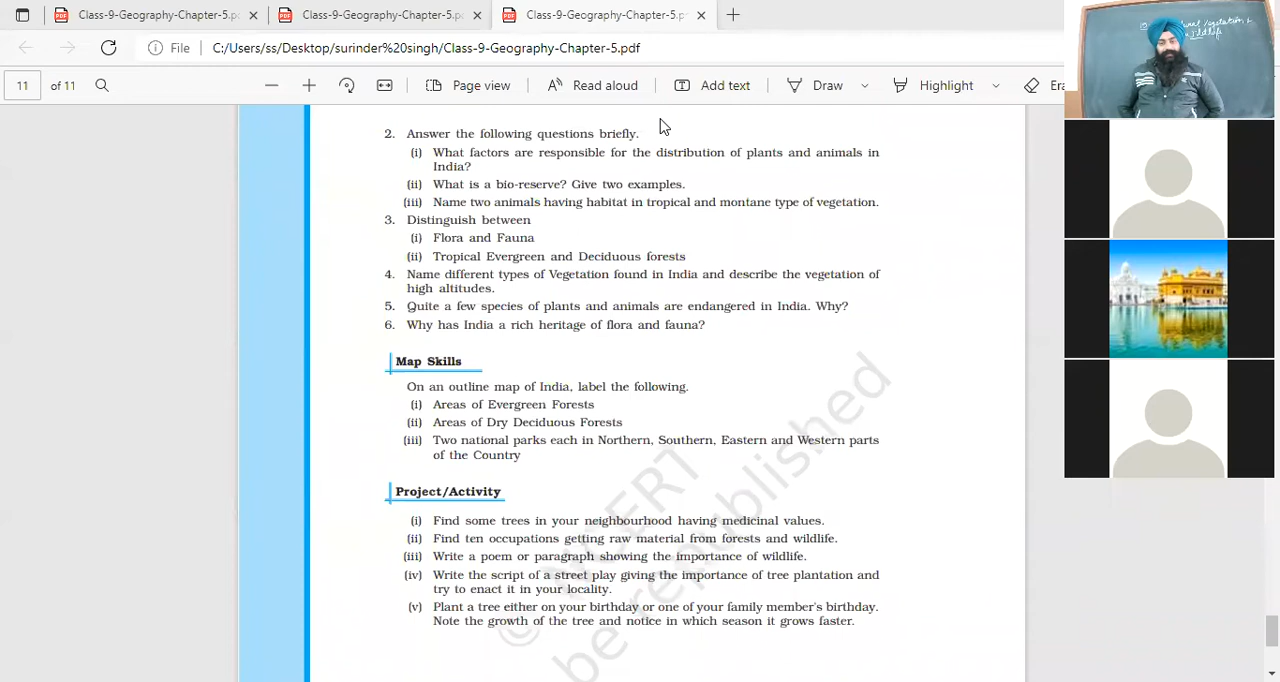 Class-9-Geography-Chapter-5.p
Class-9-Geography-Chapter-5.p
Class-9-Geography-Chapter-5.p
File C:/Users/ss/Desktop/surinder%20singh/Class-9-Geography-Chapter-5.pdf
11 of 11 Page view Read aloud Add text Draw Highlight Era
2. Answer the following questions briefly.
(i) What factors are responsible for the distribution of plants and animals in
India?
(ii) What is a bio-reserve? Give two examples.
(iii) Name two animals having habitat in tropical and montane type of vegetation.
3. Distinguish between
(i) Flora and Fauna
(ii) Tropical Evergreen and Deciduous forests
4. Name different types of Vegetation found in India and describe the vegetation of
high altitudes.
5. Quite a few species of plants and animals are endangered in India. Why?
6. Why has India a rich heritage of flora and fauna?
Map Skills
On an outline map of India, label the following.
(i) Areas of Evergreen Forests
(ii) Areas of Dry Deciduous Forests
(iii) Two national parks each in Northern, Southern, Eastern and Western parts
of the Country
Project/Activity
(i) Find some trees in your neighbourhood having medicinal values.
(ii) Find ten occupations getting raw material from forests and wildlife.
(iii) Write a poem or paragraph showing the importance of wildlife.
(iv) Write the script of a street play giving the importance of tree plantation and
try to enact it in your locality.
(v) Plant a tree either on your birthday or one of your family member's birthday.
Note the growth of the tree and notice in which season it grows faster.
© NCERT
be republished